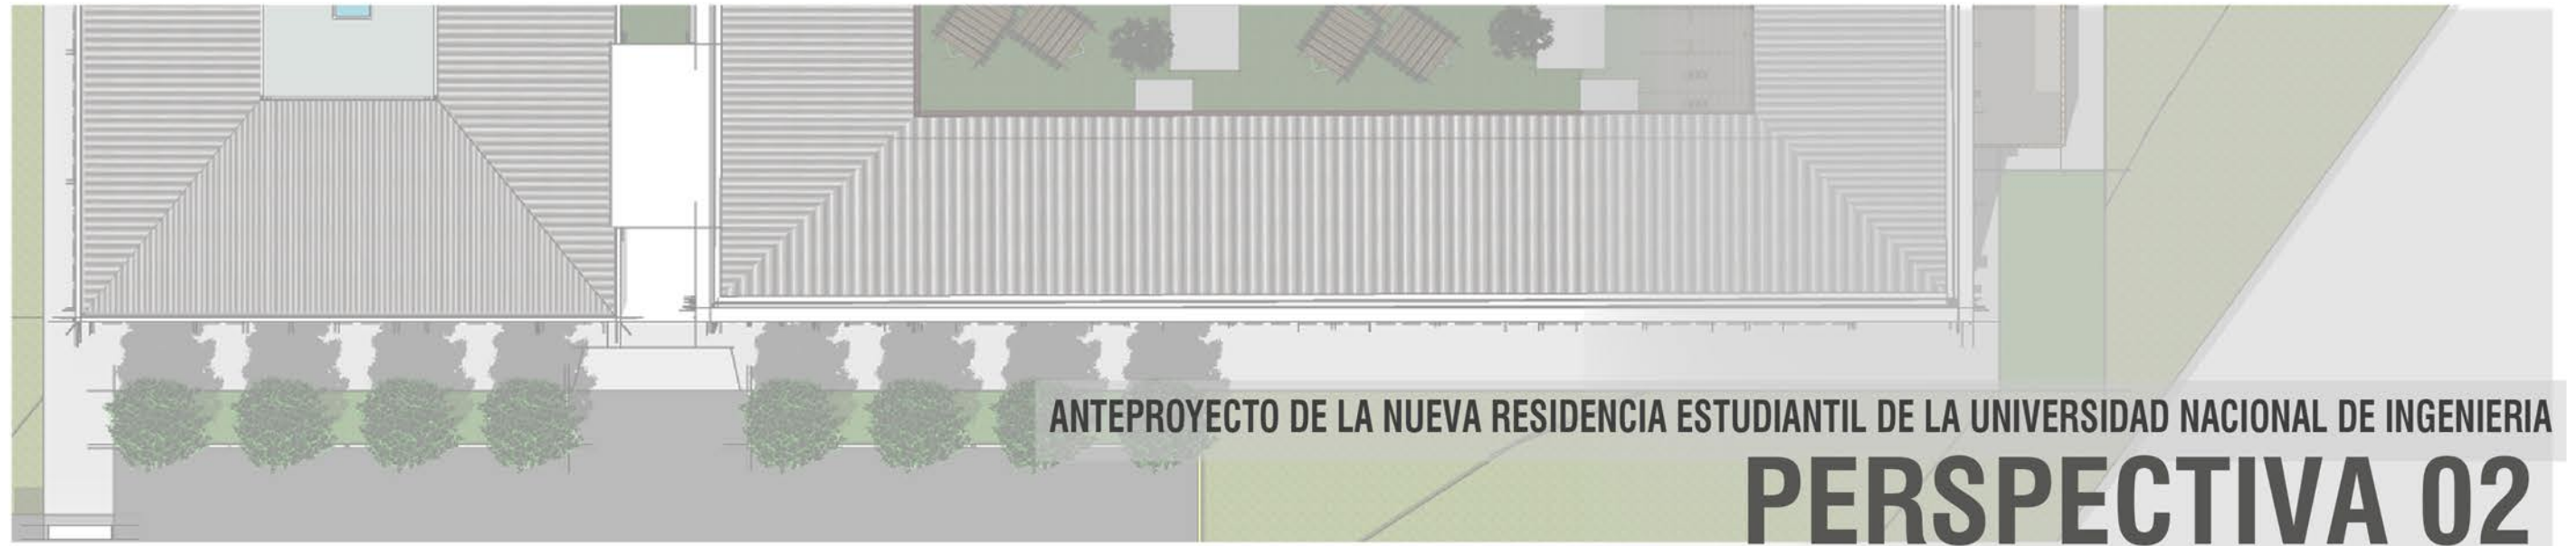 ANTEPROYECTO DE LA NUEVA RESIDENCIA ESTUDIANTIL DE LA UNIVERSIDAD NACIONAL DE INGENIERIA
PERSPECTIVA 02